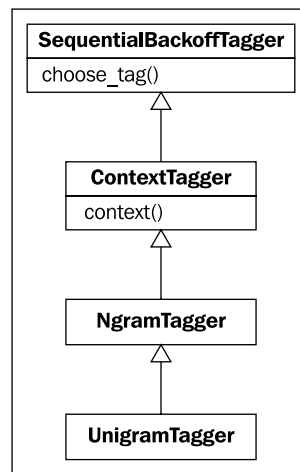 SequentialBackoffTagger
choose_tag()
ContextTagger
context()
NgramTagger
UnigramTagger